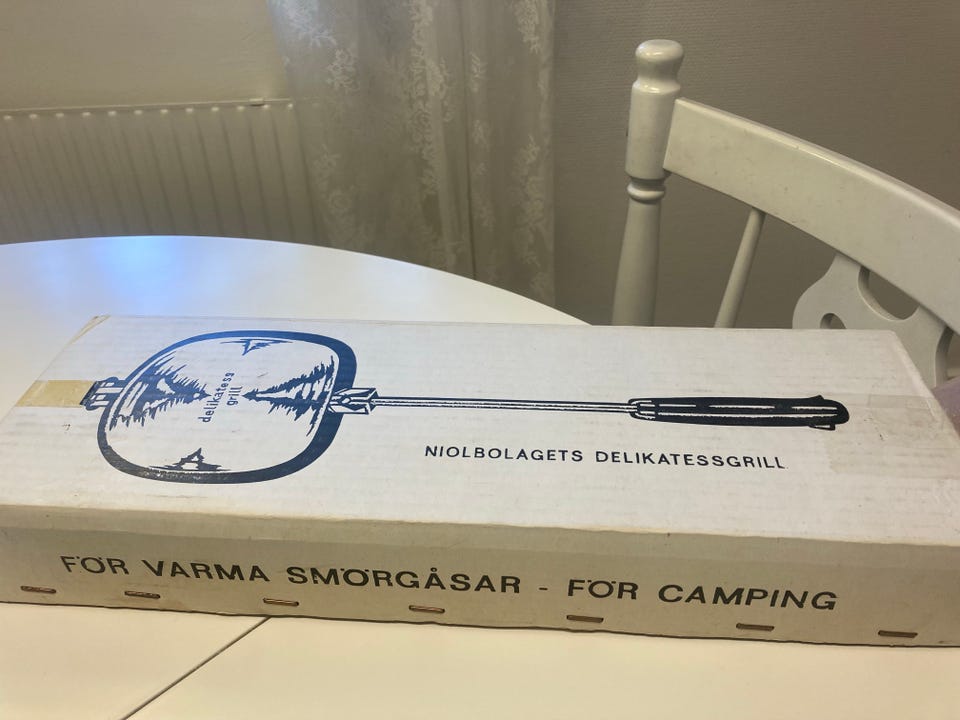 delikatess
grill
NIOLBOLAGETS DELIKATESSGRILL
FÖR VARMA SMÖRGÅSAR - FÖR CAMPING